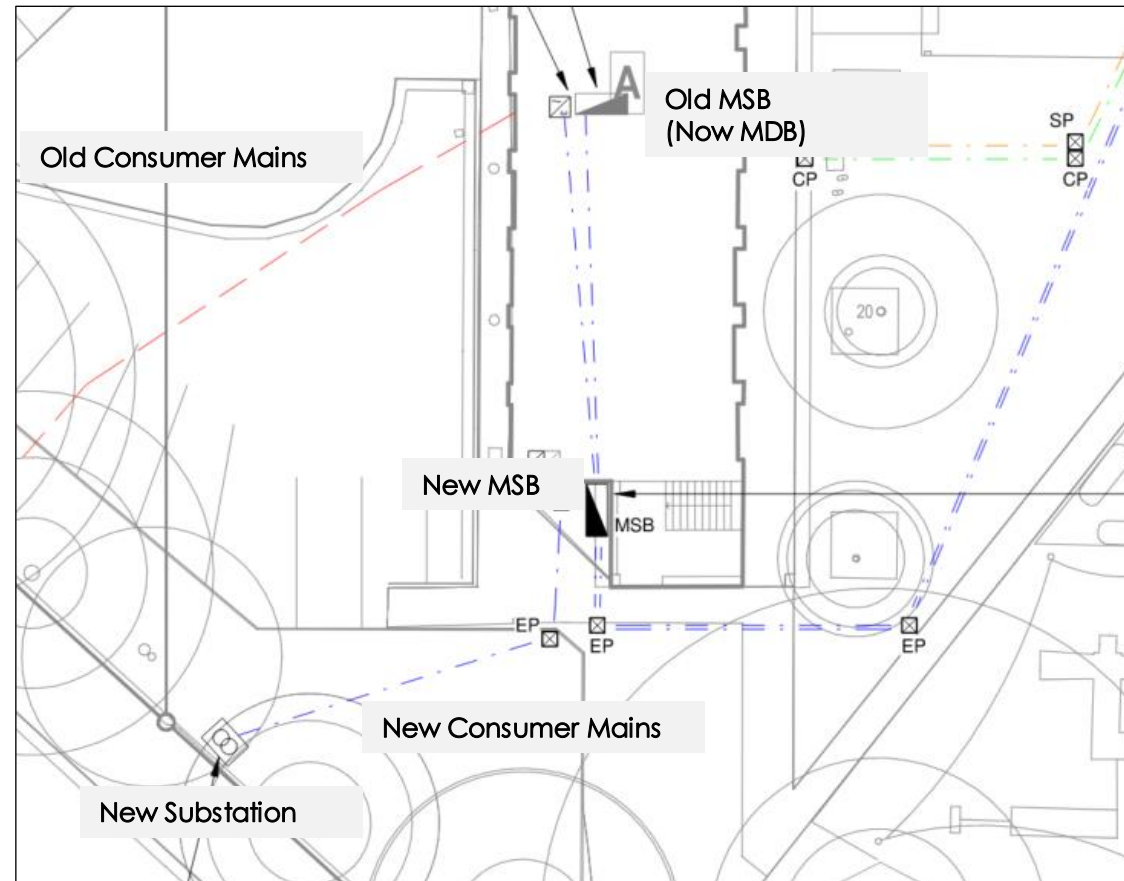 A
Old MSB
(Now MDB)
SP
CP
CP
Old Consumer Mains
20
New MSB
MSB
EP
EP
EP
New Consumer Mains
New Substation